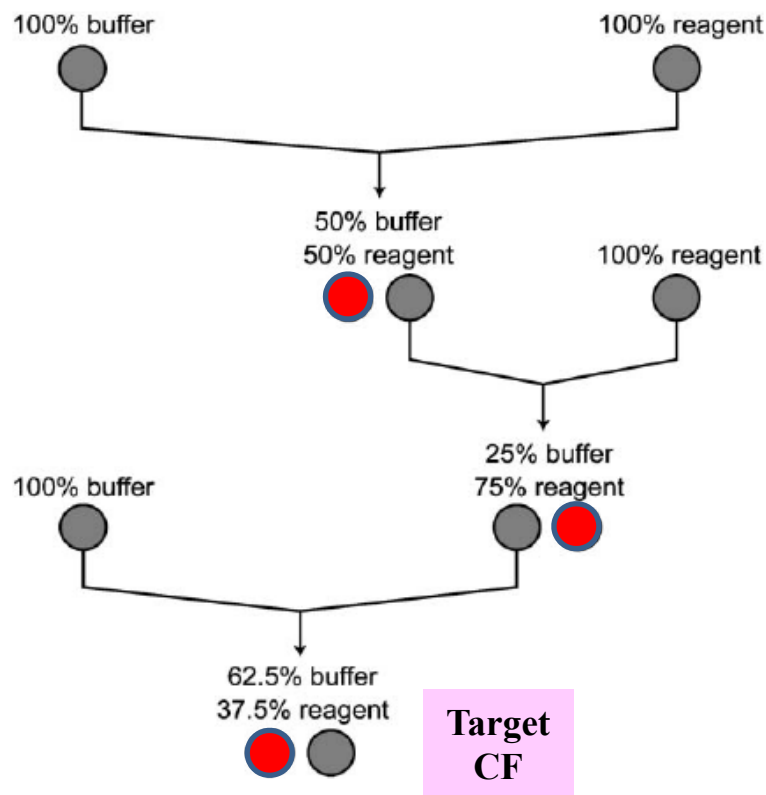 100% buffer
100% reagent
50% buffer
50% reagent
100% reagent
25% buffer
75% reagent
100% buffer
62.5% buffer
37.5% reagent
Target
CF